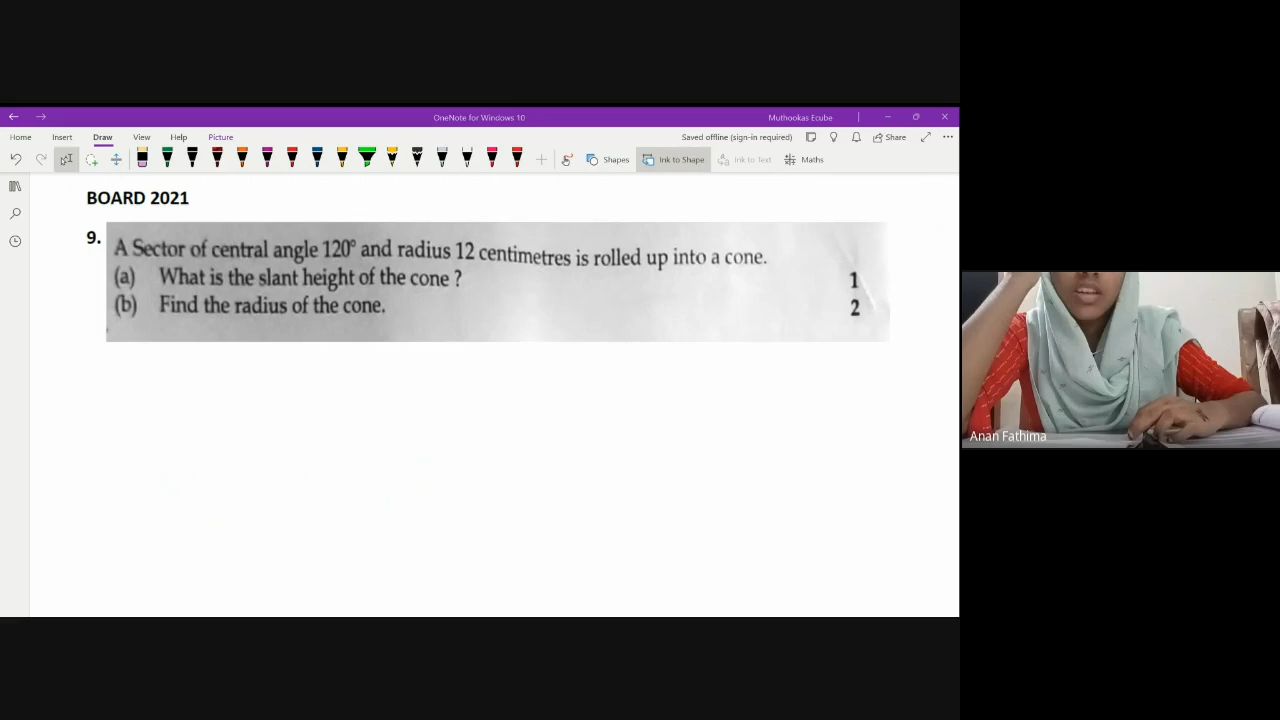 OneNote for Windows 10
Muthookas Ecube
Home Insert Draw View Help Picture
Saved offline (sign-in required)
Share
Shapes
Ink to Shape
Ink to Text
Maths
BOARD 2021
9.
A Sector of central angle 120° and radius 12 centimetres is rolled up into a cone.
(a) What is the slant height of the cone ? 1
(b) Find the radius of the cone. 2
Anan Fathima